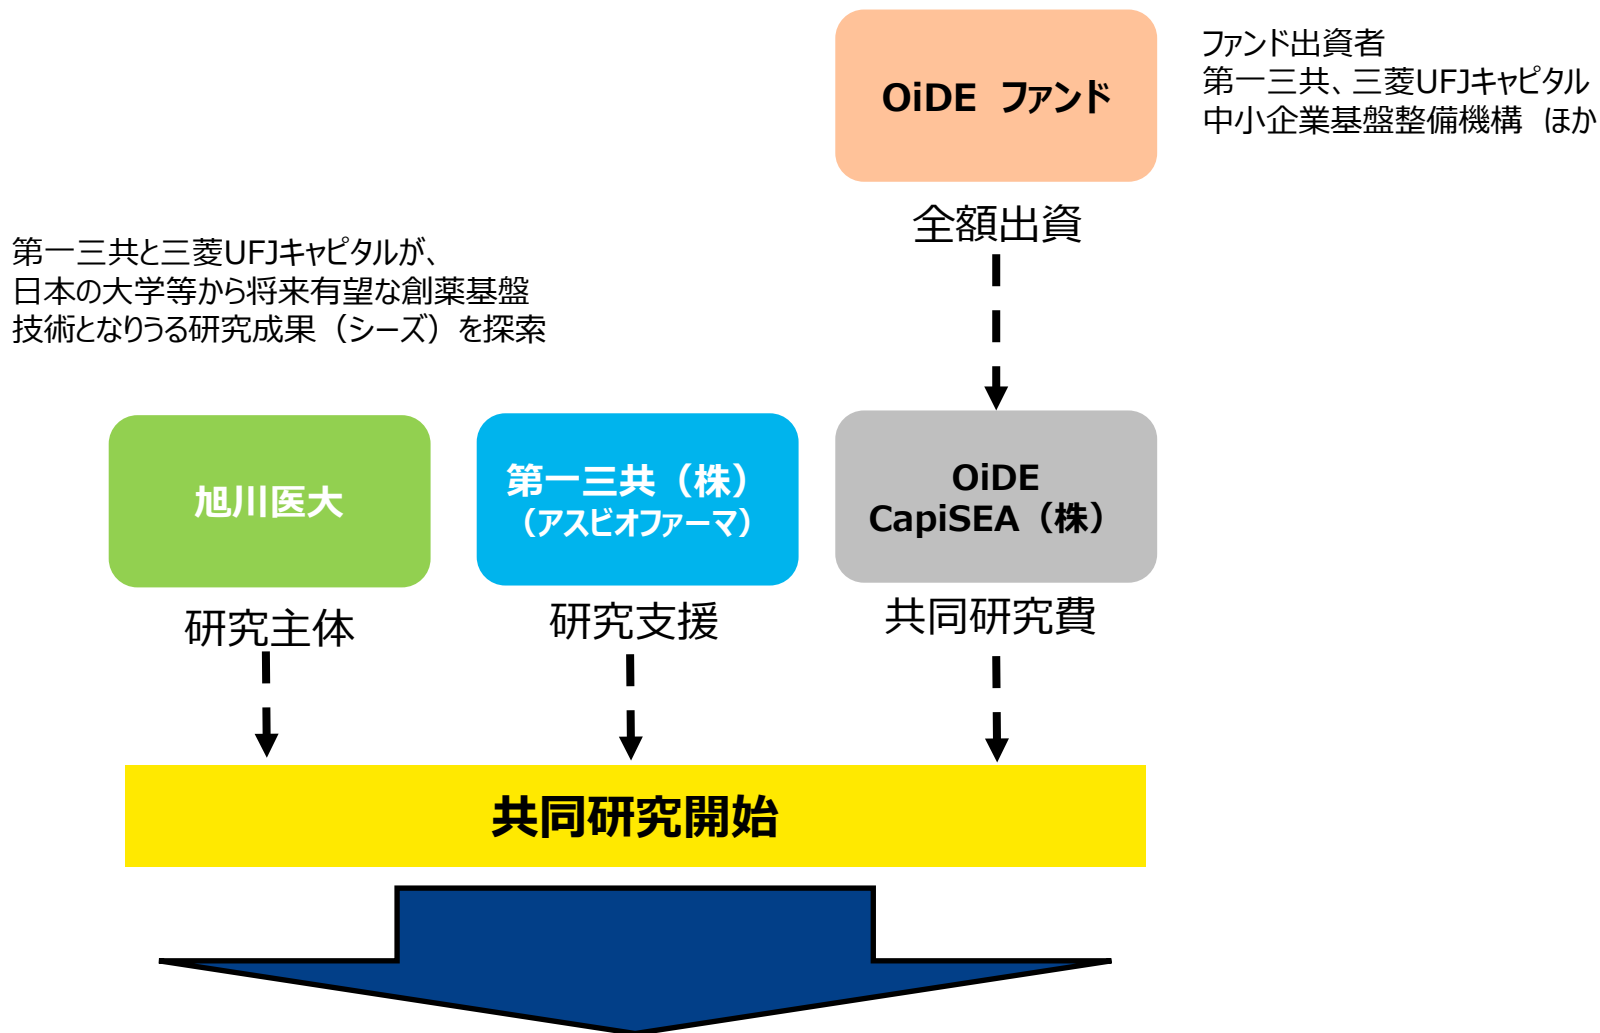 OiDE ファンド
ファンド出資者
第一三共、三菱UFJキャピタル
中小企業基盤整備機構 ほか
全額出資
第一三共と三菱UFJキャピタルが、
日本の大学等から将来有望な創薬基盤
技術となりうる研究成果（シーズ）を探索
旭川医大
第一三共（株）
（アスビオファーマ）
OiDE
CapiSEA（株）
研究主体
研究支援
共同研究費
共同研究開始